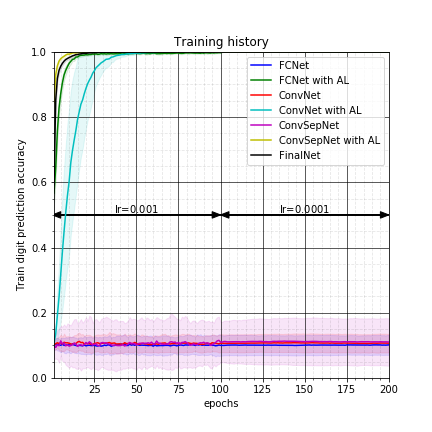 Training history
Train digit prediction accuracy
1.0
0.8
0.6
0.4
0.2
0.0
FCNet
FCNet with AL
ConvNet
ConvNet with AL
ConvSepNet
ConvSepNet with AL
FinalNet
lr=0.001
lr=0.0001
25 50 75 100 125 150 175 200
epochs